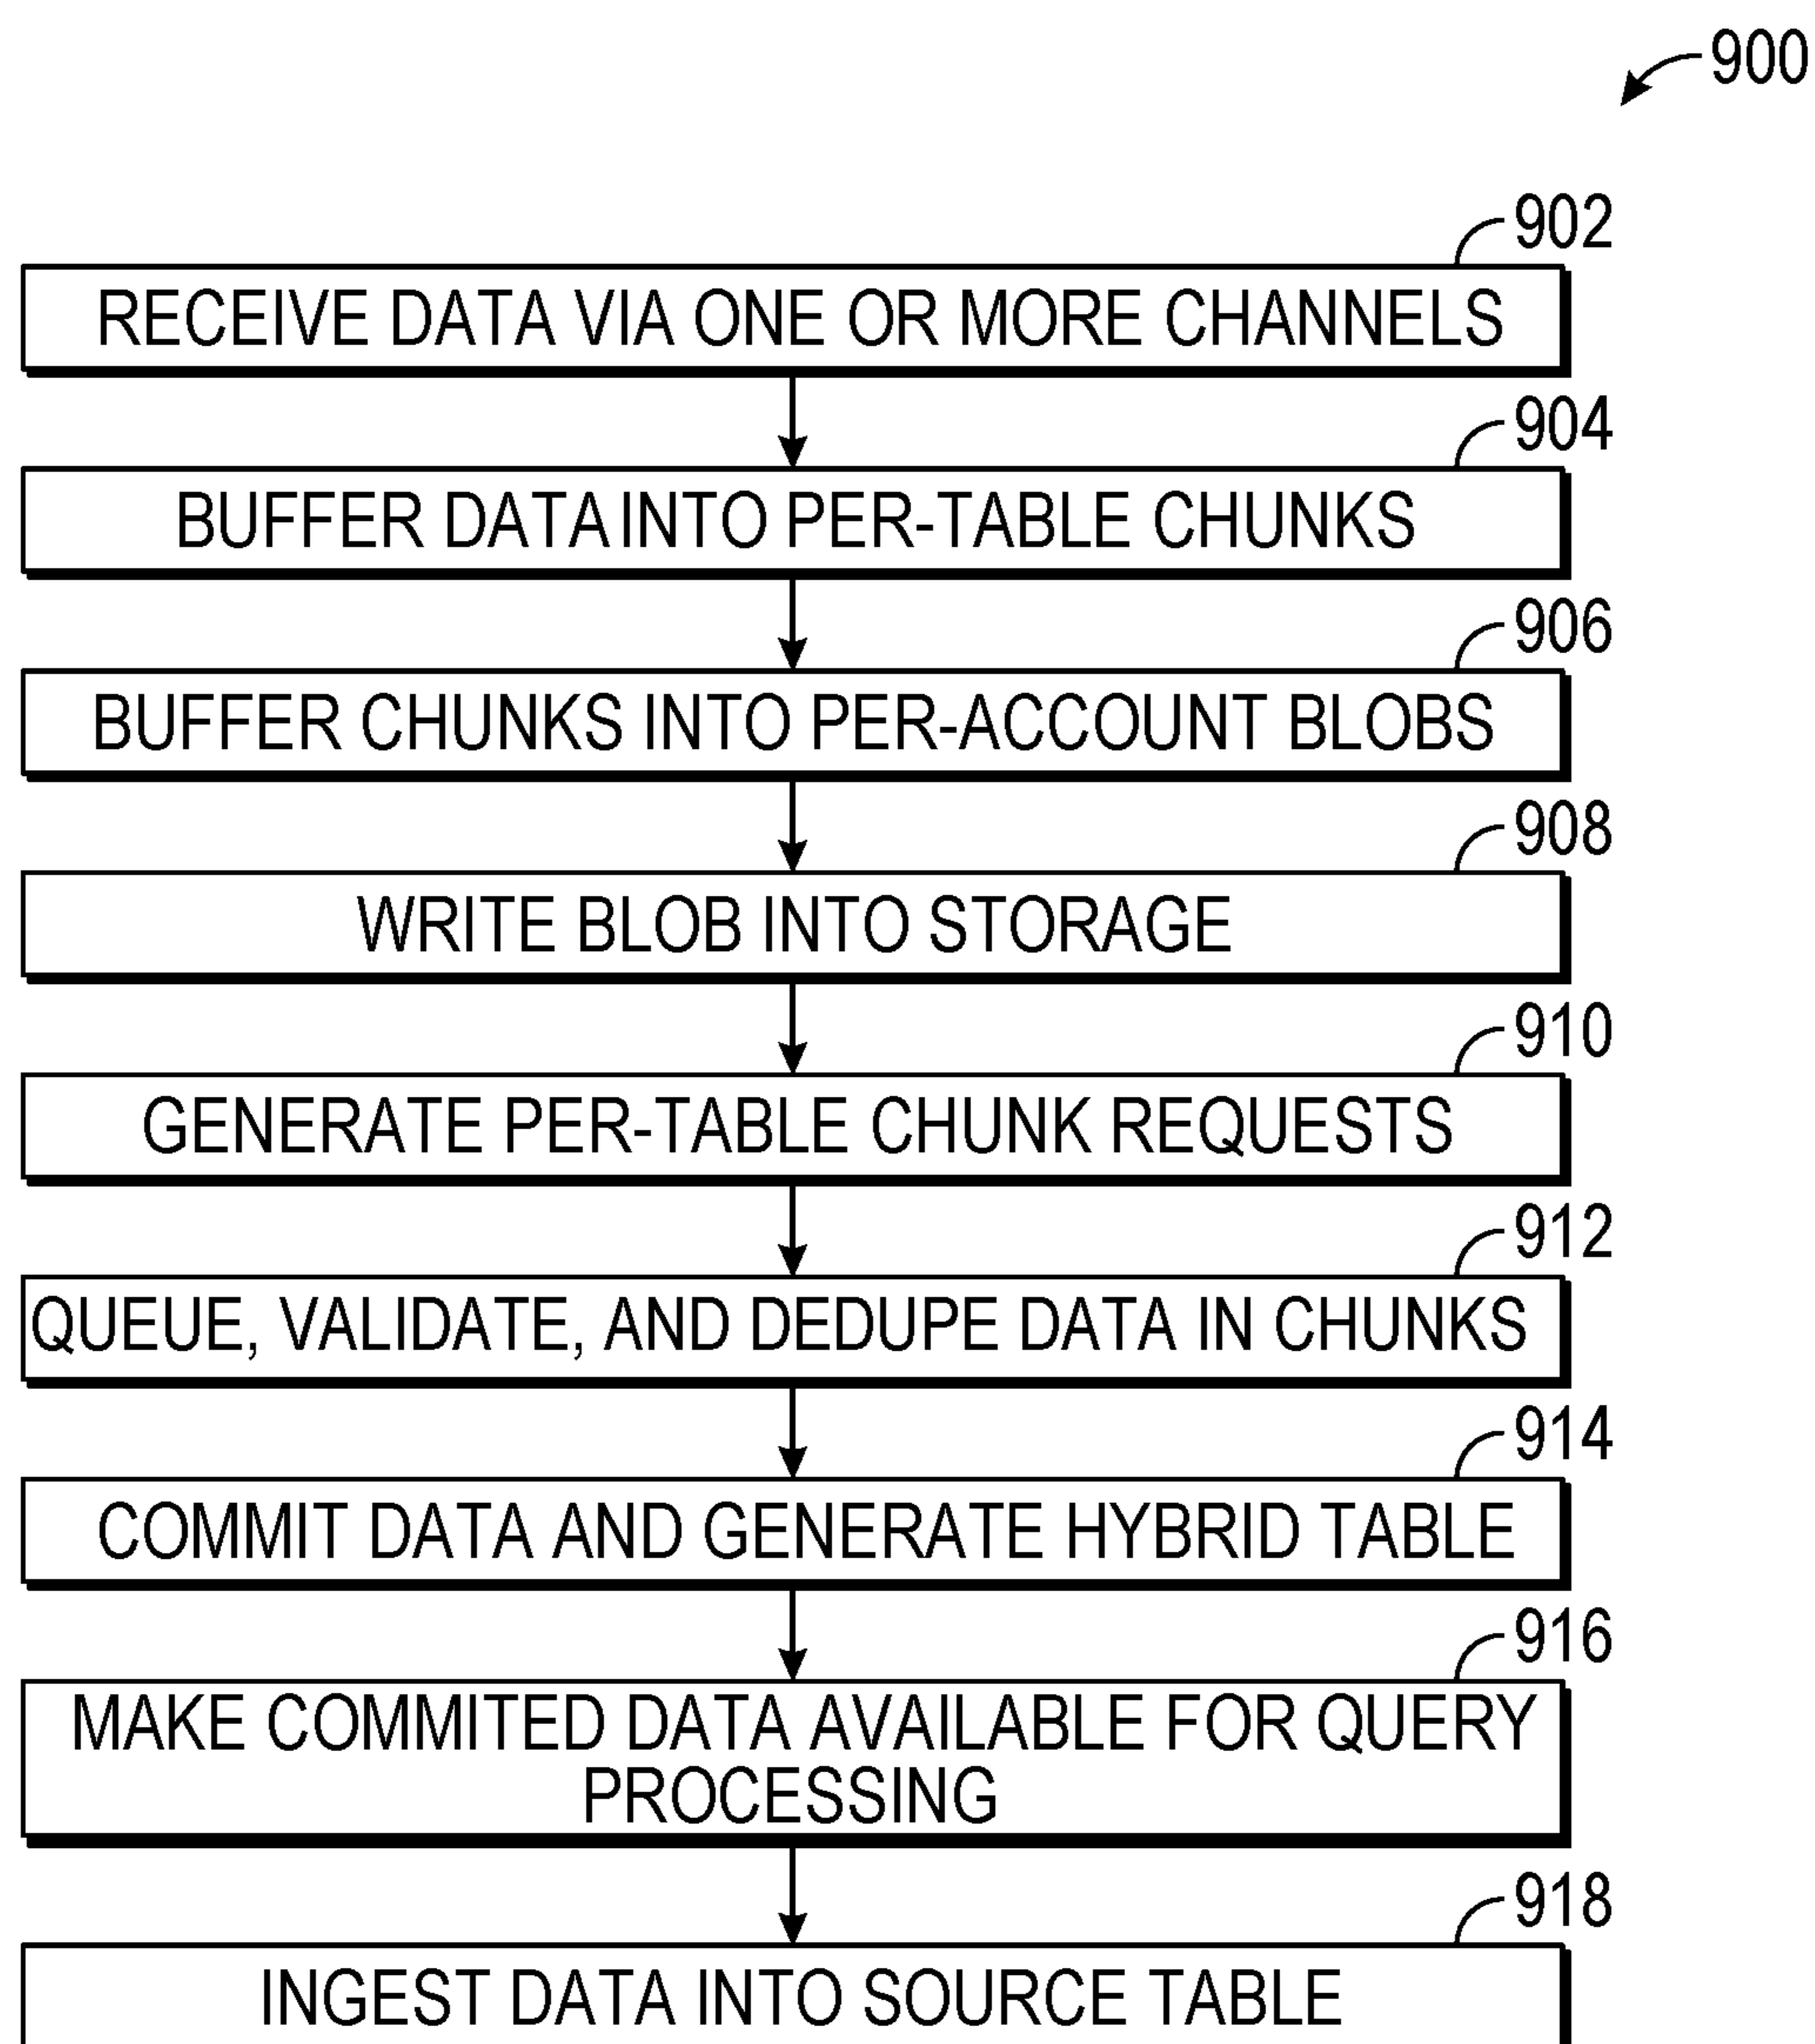 900
902
RECEIVE DATA VIA ONE OR MORE CHANNELS
904
BUFFER DATA INTO PER-TABLE CHUNKS
906
BUFFER CHUNKS INTO PER-ACCOUNT BLOBS
908
WRITE BLOB INTO STORAGE
910
GENERATE PER-TABLE CHUNK REQUESTS
912
QUEUE, VALIDATE, AND DEDUPE DATA IN CHUNKS
914
COMMIT DATA AND GENERATE HYBRID TABLE
916
MAKE COMMITED DATA AVAILABLE FOR QUERY
PROCESSING
918
INGEST DATA INTO SOURCE TABLE